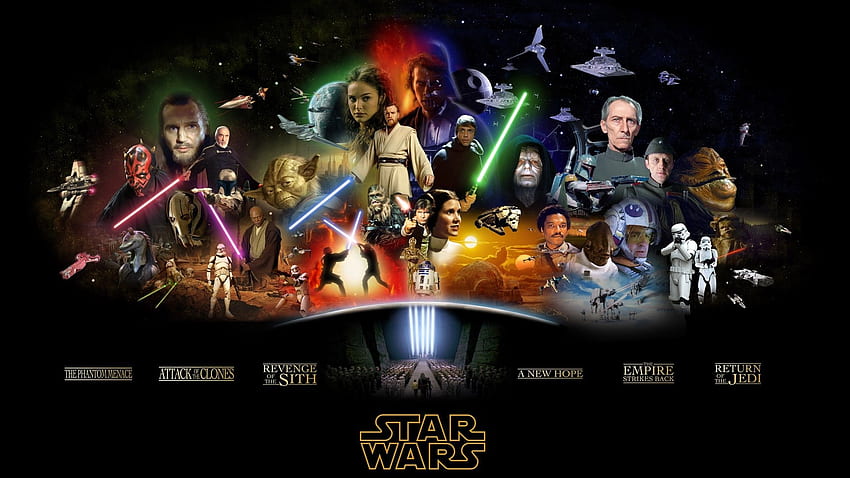 THE PHANTOM MENACE
ATTACK OF THE CLONES
REVENGE
OF THE SITH
A NEW HOPE
THE
EMPIRE
STRIKES BACK
RETURN
OF THE JEDI
STAR
WARS